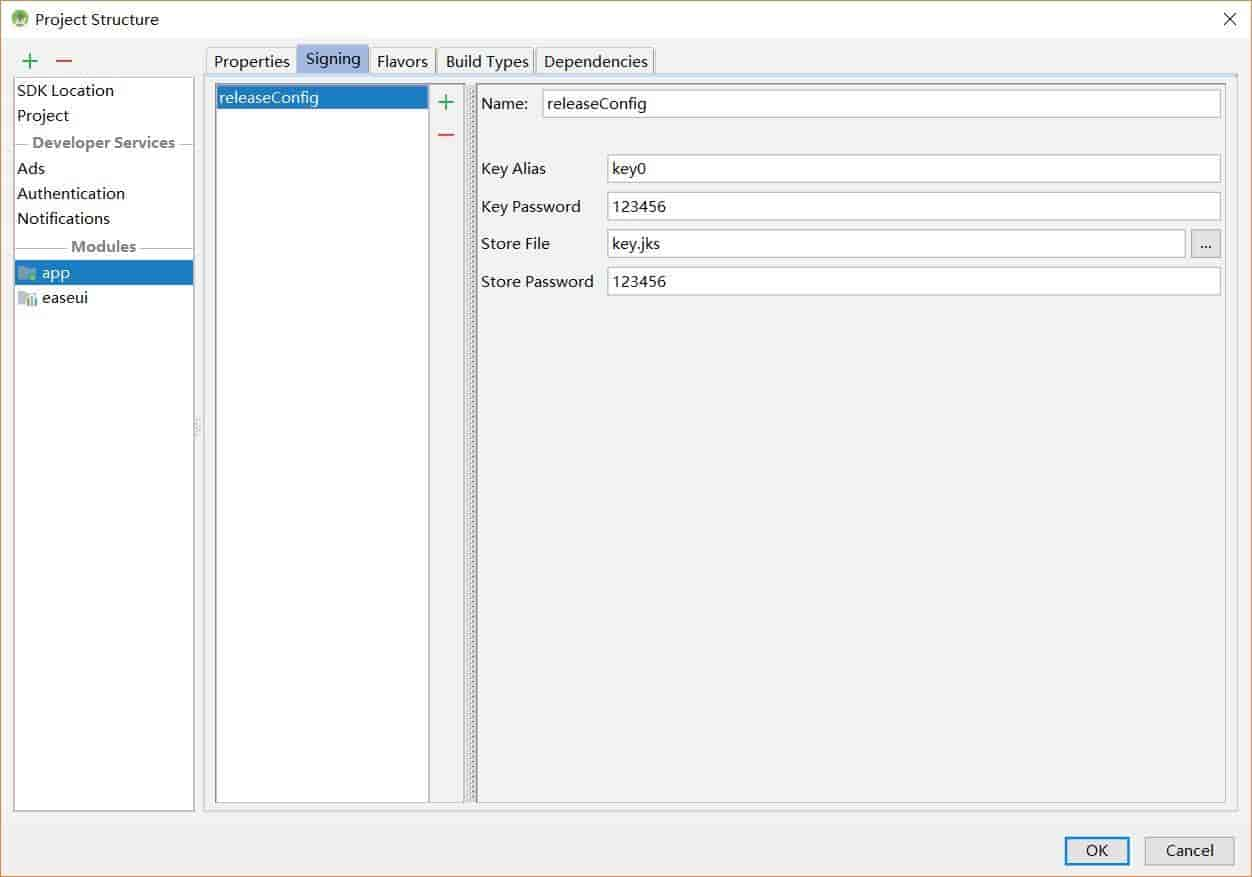 Project Structure
Properties Signing Flavors Build Types Dependencies
SDK Location
Project
Developer Services
Ads
Authentication
Notifications
Modules
app
easeui
releaseConfig
Name: releaseConfig
Key Alias key0
Key Password 123456
Store File key.jks ...
Store Password 123456
OK Cancel